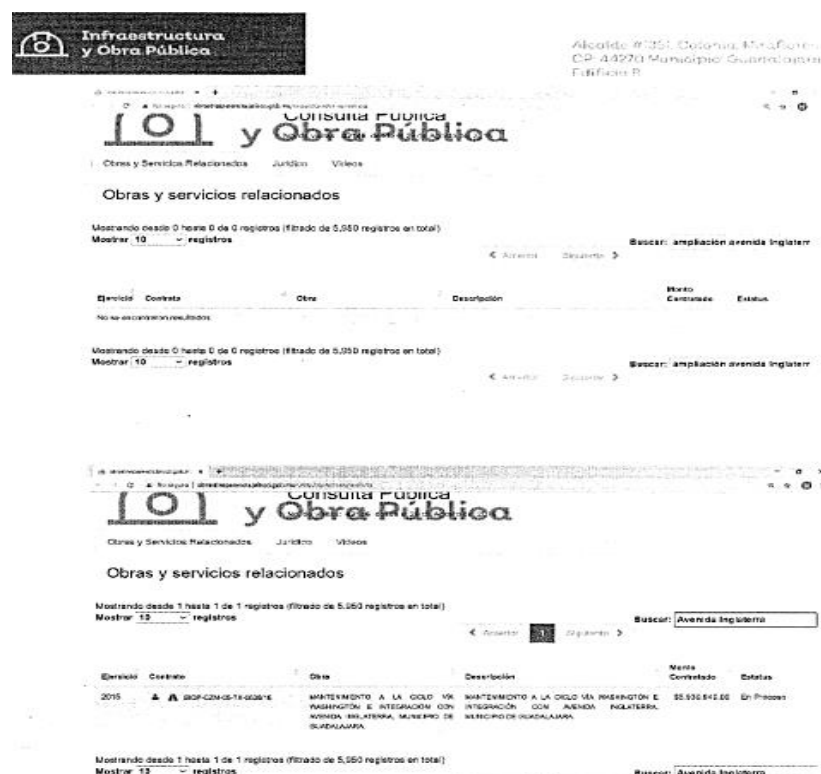 Infraestructura
y Obra Pública
Alcalde #1351, Colonia Miraflores
CP. 44270 Municipio Guadalajara
Edificio B
Consulta Pública
y Obra Pública
Obras y Servicios Relacionados Jurídico Videos
Obras y servicios relacionados
Mostrando desde 0 hasta 0 de 0 registros (filtrado de 5,950 registros en total)
Mostrar 10 registros Buscar: ampliación avenida Inglaterr
Anterior Siguiente
Ejercicio Contrato Obra Descripción Monto Contratado Estatus
No se encontraron resultados
Mostrando desde 0 hasta 0 de 0 registros (filtrado de 5,950 registros en total)
Mostrar 10 registros Buscar: ampliación avenida Inglaterr
Anterior Siguiente
Consulta Pública
y Obra Pública
Obras y Servicios Relacionados Jurídico Videos
Obras y servicios relacionados
Mostrando desde 1 hasta 1 de 1 registros (filtrado de 5,950 registros en total)
Mostrar 10 registros Buscar: Avenida Inglaterra
Anterior 1 Siguiente
Ejercicio Contrato Obra Descripción Monto Contratado Estatus
2015 MANTENIMIENTO A LA CICLO VÍA MANTENIMIENTO A LA CICLO VÍA WASHINGTON E En Proceso
WASHINGTON E INTEGRACIÓN CON INTEGRACIÓN CON AVENIDA INGLATERRA,
AVENIDA INGLATERRA, MUNICIPIO DE MUNICIPIO DE GUADALAJARA.
GUADALAJARA.
Mostrando desde 1 hasta 1 de 1 registros (filtrado de 5,950 registros en total)
Mostrar 10 registros Buscar: Avenida Inglaterra